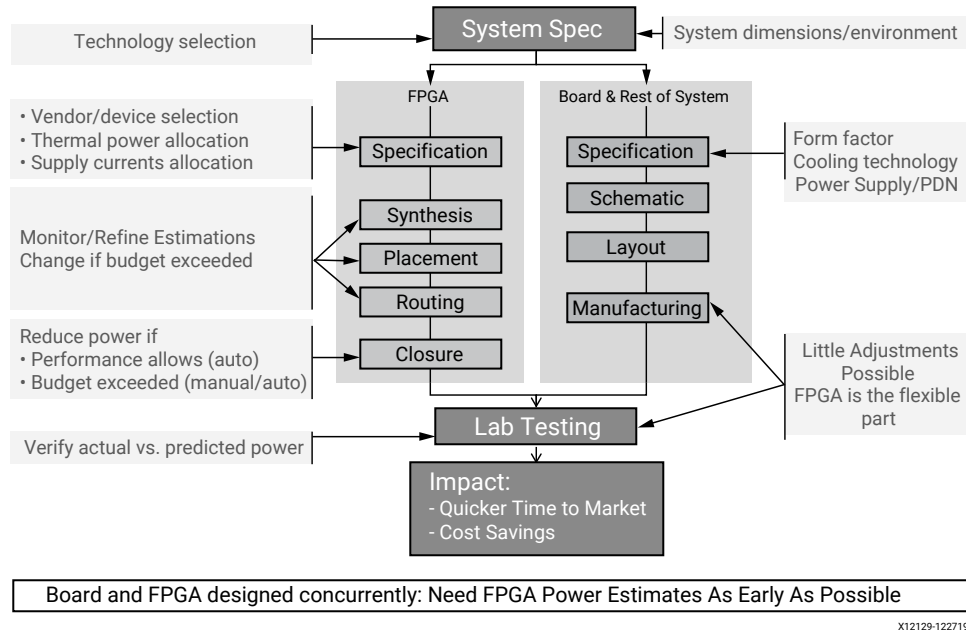 System Spec
Technology selection
System dimensions/environment
FPGA
Board & Rest of System
• Vendor/device selection
• Thermal power allocation
• Supply currents allocation
Specification
Specification
Form factor
Cooling technology
Power Supply/PDN
Schematic
Synthesis
Monitor/Refine Estimations
Change if budget exceeded
Placement
Layout
Routing
Manufacturing
Reduce power if
• Performance allows (auto)
• Budget exceeded (manual/auto)
Closure
Little Adjustments
Possible
FPGA is the flexible
part
Lab Testing
Verify actual vs. predicted power
Impact:
- Quicker Time to Market
- Cost Savings
Board and FPGA designed concurrently: Need FPGA Power Estimates As Early As Possible
X12129-122719